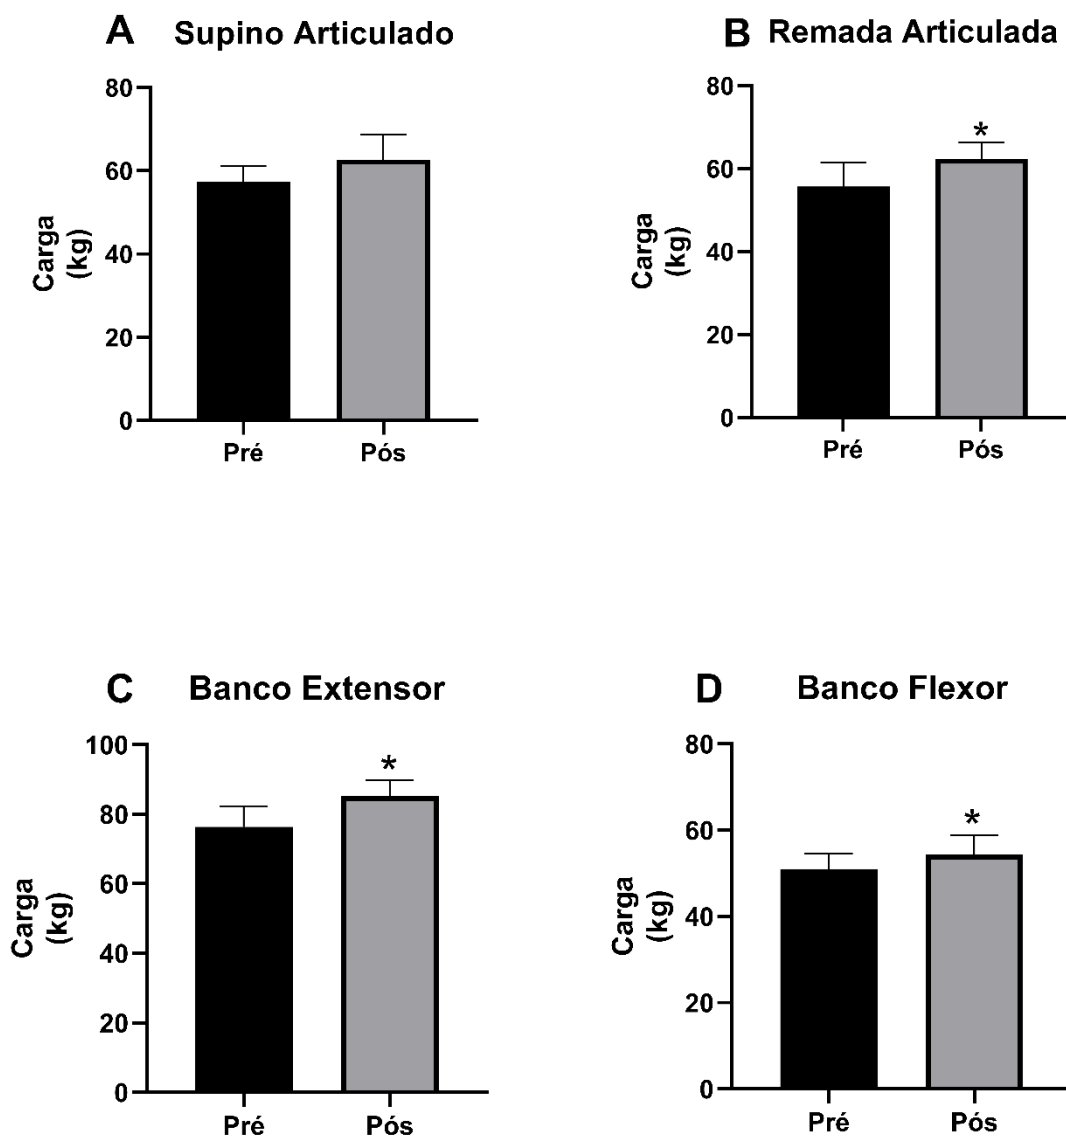 A Supino Articulado
80
60
40
20
0
Carga
(kg)
Pré Pós
B Remada Articulada
80
60
40
20
0
Carga
(kg)
*
Pré Pós
C Banco Extensor
100
80
60
40
20
0
Carga
(kg)
*
Pré Pós
D Banco Flexor
80
60
40
20
0
Carga
(kg)
*
Pré Pós